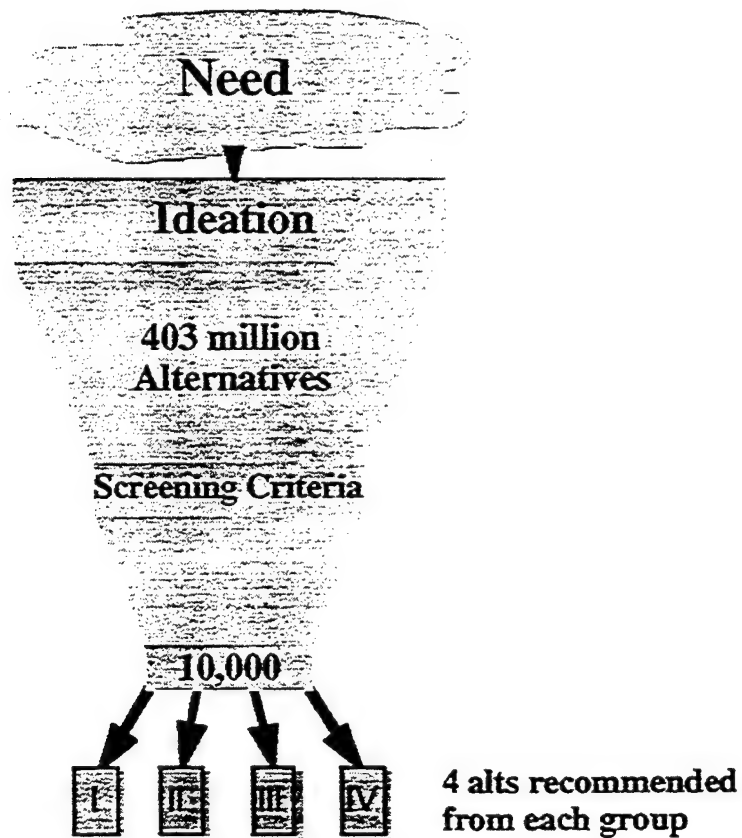 Need
Ideation
403 million
Alternatives
Screening Criteria
10,000
I II III IV
4 alts recommended
from each group